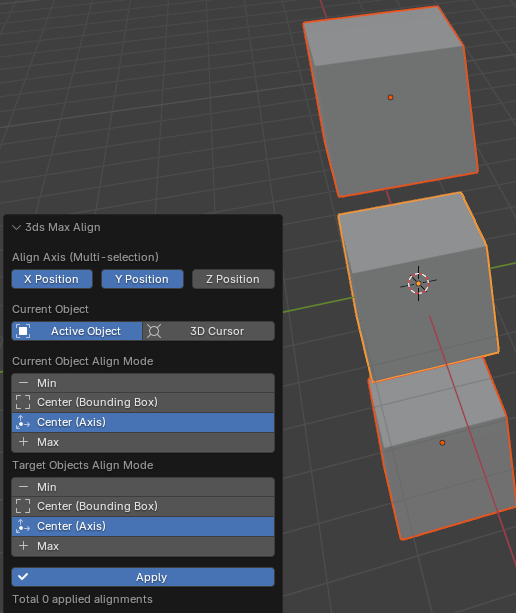 3ds Max Align
Align Axis (Multi-selection)
X Position Y Position Z Position
Current Object
Active Object 3D Cursor
Current Object Align Mode
Min
Center (Bounding Box)
Center (Axis)
Max
Target Objects Align Mode
Min
Center (Bounding Box)
Center (Axis)
Max
Apply
Total 0 applied alignments